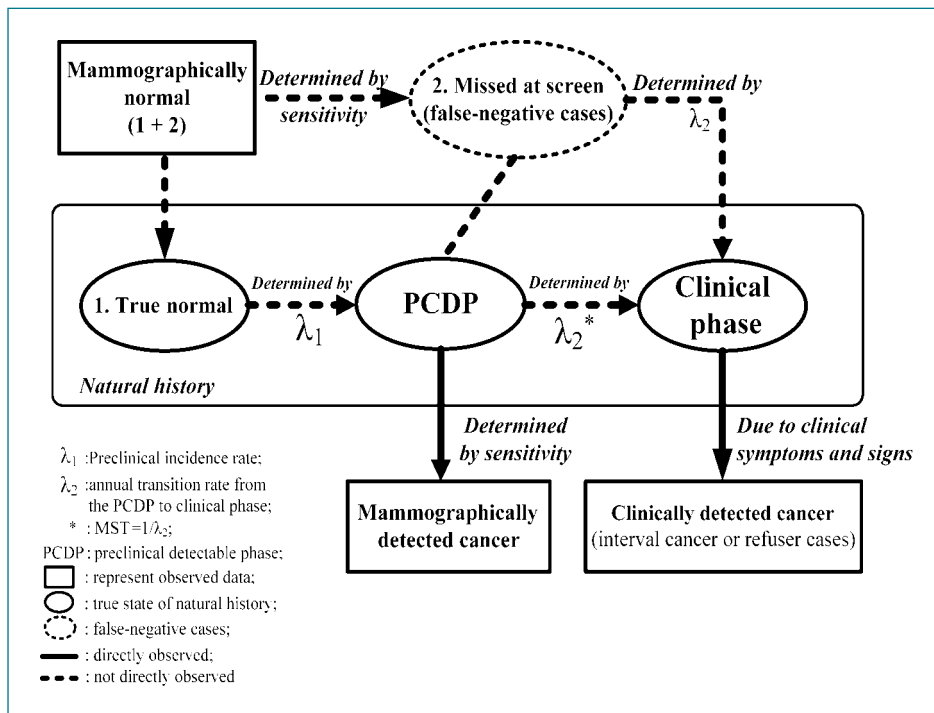 Mammographically
normal
(1 + 2)
Determined by
sensitivity
2. Missed at screen
(false-negative cases)
Determined by
λ2
1. True normal
Determined by
λ1
PCDP
Determined by
λ2*
Clinical
phase
Natural history
Determined
by sensitivity
Due to clinical
symptoms and signs
Mammographically
detected cancer
Clinically detected cancer
(interval cancer or refuser cases)
λ1 :Preclinical incidence rate;
λ2 :annual transition rate from
the PCDP to clinical phase;
* : MST=1/λ2;
PCDP : preclinical detectable phase;
: represent observed data;
: true state of natural history;
: false-negative cases;
: directly observed;
: not directly observed